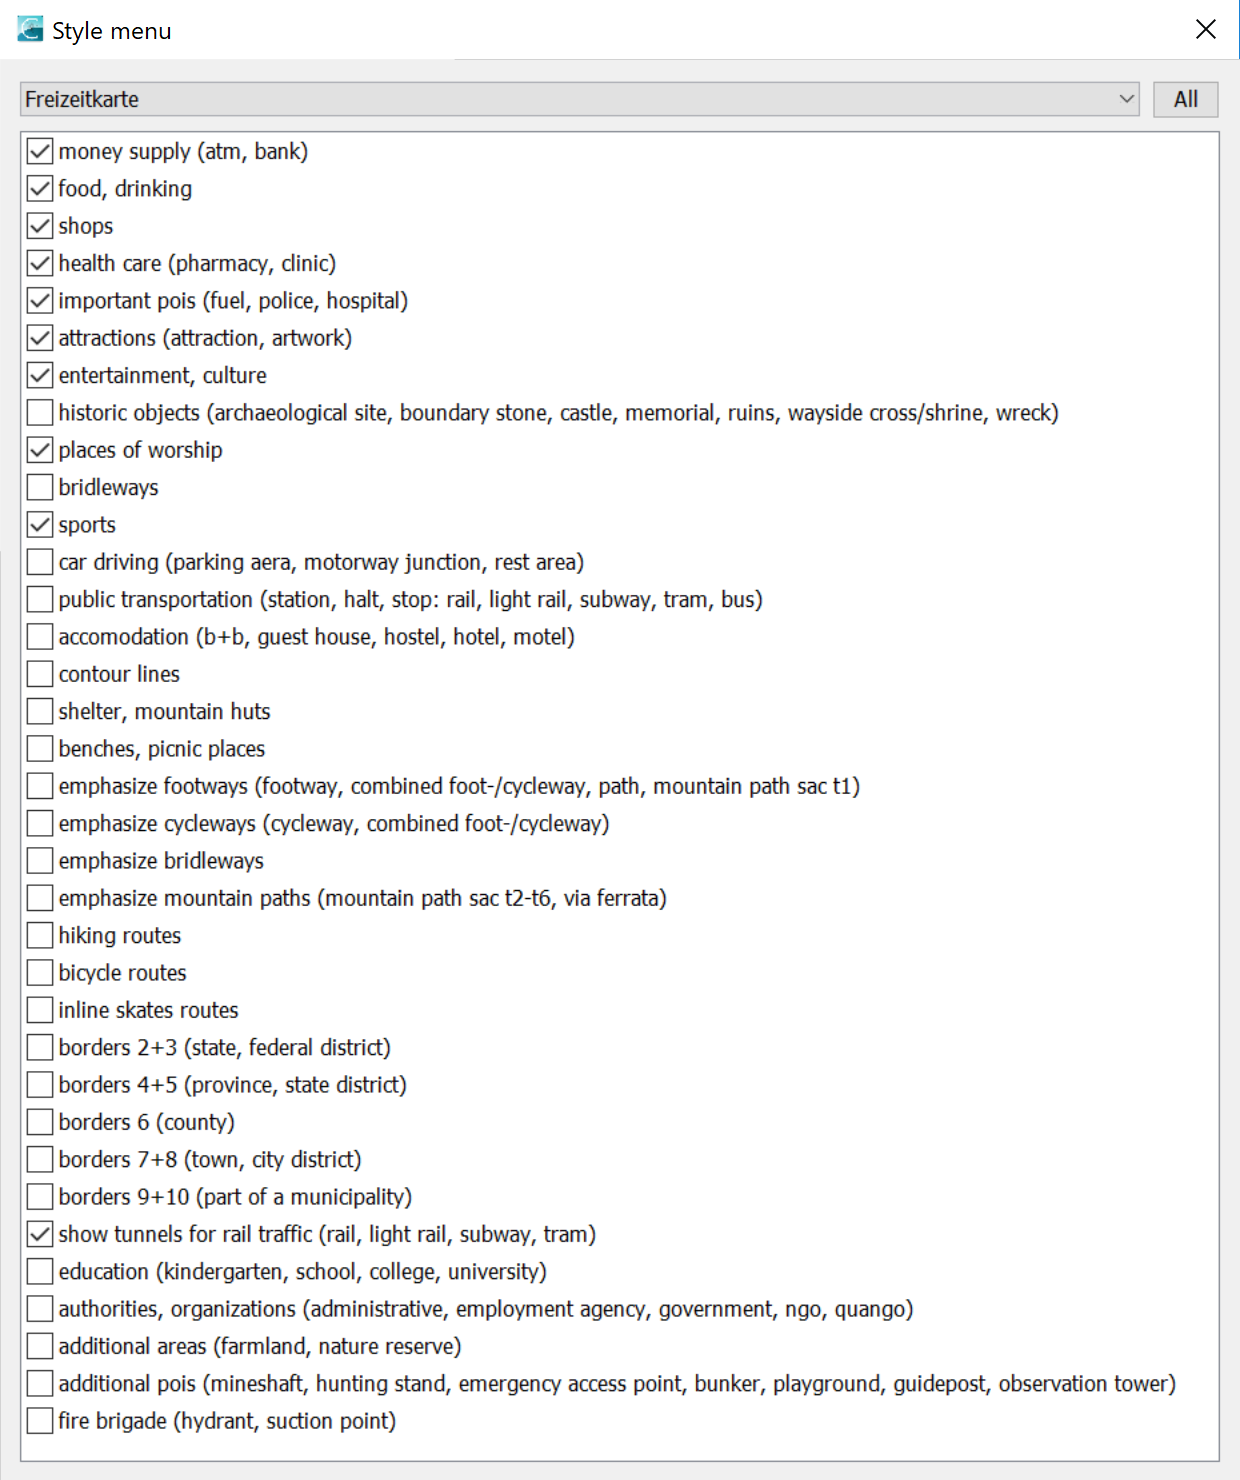 Style menu
Freizeitkarte
All
money supply (atm, bank)
food, drinking
shops
health care (pharmacy, clinic)
important pois (fuel, police, hospital)
attractions (attraction, artwork)
entertainment, culture
historic objects (archaeological site, boundary stone, castle, memorial, ruins, wayside cross/shrine, wreck)
places of worship
bridleways
sports
car driving (parking aera, motorway junction, rest area)
public transportation (station, halt, stop: rail, light rail, subway, tram, bus)
accomodation (b+b, guest house, hostel, hotel, motel)
contour lines
shelter, mountain huts
benches, picnic places
emphasize footways (footway, combined foot-/cycleway, path, mountain path sac t1)
emphasize cycleways (cycleway, combined foot-/cycleway)
emphasize bridleways
emphasize mountain paths (mountain path sac t2-t6, via ferrata)
hiking routes
bicycle routes
inline skates routes
borders 2+3 (state, federal district)
borders 4+5 (province, state district)
borders 6 (county)
borders 7+8 (town, city district)
borders 9+10 (part of a municipality)
show tunnels for rail traffic (rail, light rail, subway, tram)
education (kindergarten, school, college, university)
authorities, organizations (administrative, employment agency, government, ngo, quango)
additional areas (farmland, nature reserve)
additional pois (mineshaft, hunting stand, emergency access point, bunker, playground, guidepost, observation tower)
fire brigade (hydrant, suction point)